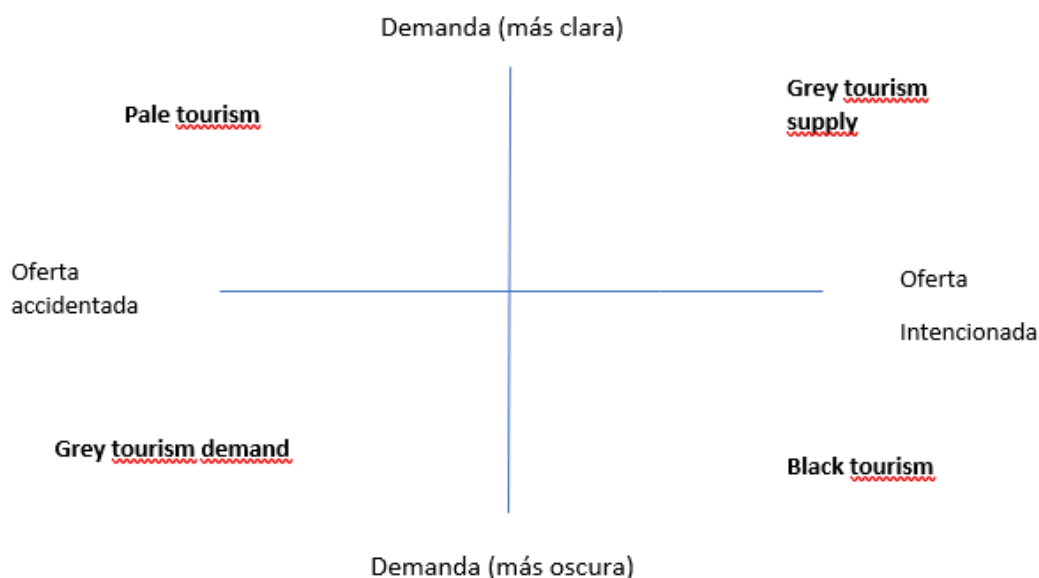 Demanda (más clara)
Pale tourism
Grey tourism
supply
Oferta
accidentada
Oferta
Intencionada
Grey tourism demand
Black tourism
Demanda (más oscura)